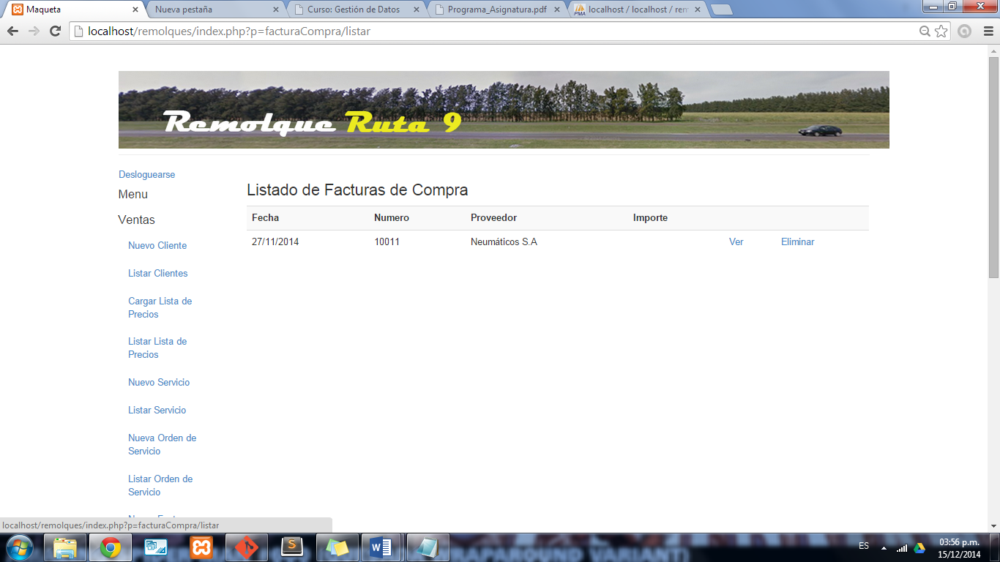 Maqueta
Nueva pestaña
Curso: Gestión de Datos
Programa_Asignatura.pdf
PMA
localhost / localhost / rem
localhost/remolques/index.php?p=facturaCompra/listar
Remolque Ruta 9
Desloguearse
Menu
Ventas
Nuevo Cliente
Listar Clientes
Cargar Lista de
Precios
Listar Lista de
Precios
Nuevo Servicio
Listar Servicio
Nueva Orden de
Servicio
Listar Orden de
Servicio
Listado de Facturas de Compra
Fecha Numero Proveedor Importe
27/11/2014 10011 Neumáticos S.A Ver Eliminar
localhost/remolques/index.php?p=facturaCompra/listar
ES
03:56 p.m.
15/12/2014
VARIANT)